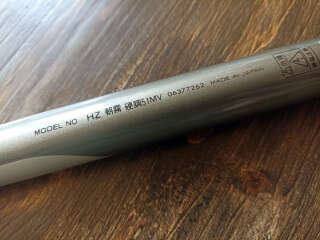 MODEL NO HZ 朝霧 硬調51MV 06377262 MADE IN JAPAN